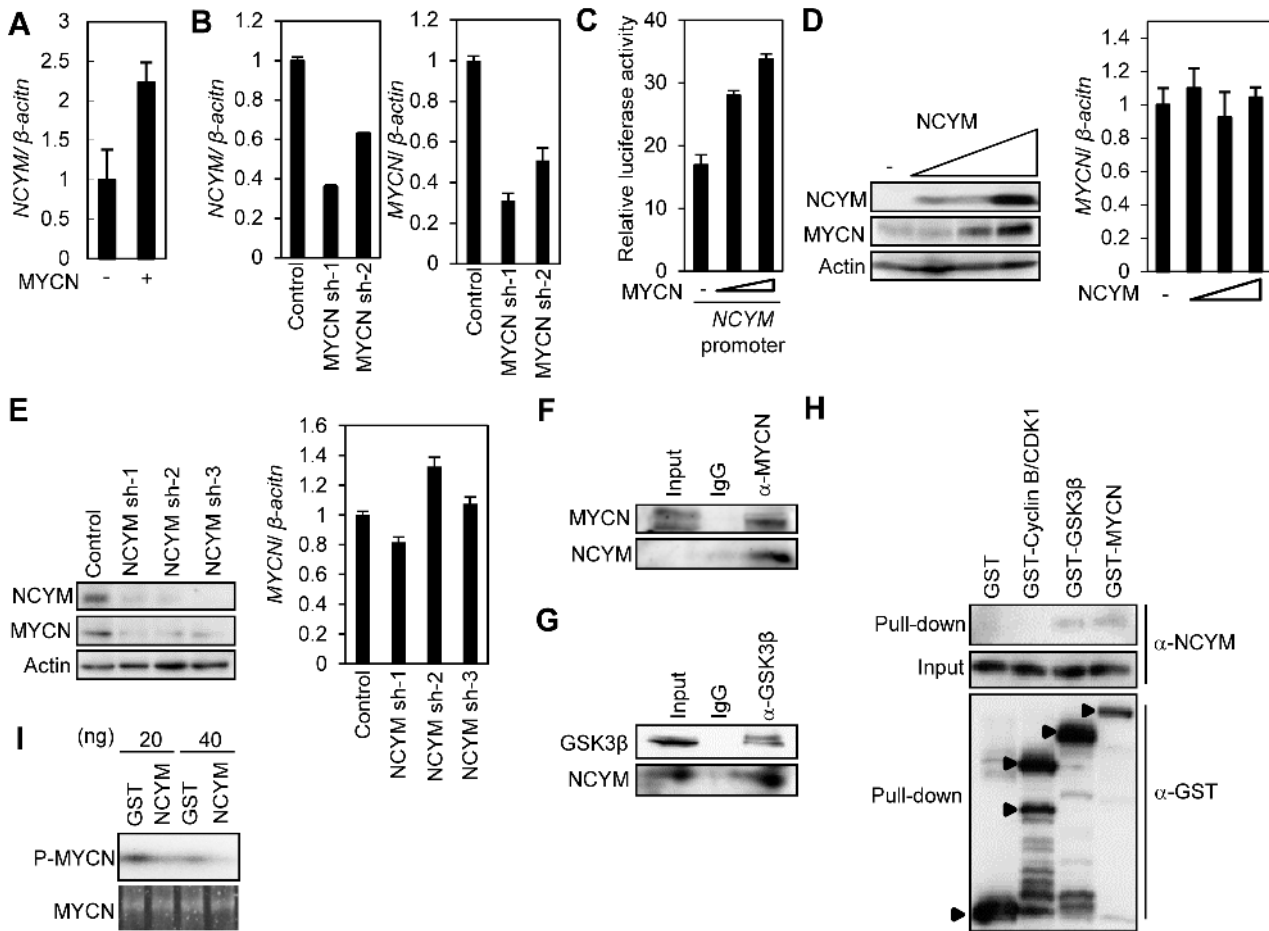 A
NCYM/ β-acitn
3
2.5
2
1.5
1
0.5
0
MYCN - +
B
NCYM/ β-acitn
1.2
1
0.8
0.6
0.4
0.2
0
Control
MYCN sh-1
MYCN sh-2
MYCN/ β-acitn
1.2
1
0.8
0.6
0.4
0.2
0
Control
MYCN sh-1
MYCN sh-2
C
Relative luciferase activity
40
30
20
10
0
MYCN -
NCYM
promoter
D
NCYM
-
NCYM
MYCN
Actin
MYCN/ β-acitn
1.4
1.2
1
0.8
0.6
0.4
0.2
0
NCYM -
E
Control
NCYM sh-1
NCYM sh-2
NCYM sh-3
NCYM
MYCN
Actin
MYCN/ β-acitn
1.6
1.4
1.2
1
0.8
0.6
0.4
0.2
0
Control
NCYM sh-1
NCYM sh-2
NCYM sh-3
F
Input
IgG
α-MYCN
MYCN
NCYM
G
Input
IgG
α-GSK3β
GSK3β
NCYM
H
GST
GST-Cyclin B/CDK1
GST-GSK3β
GST-MYCN
Pull-down
Input
α-NCYM
Pull-down
α-GST
I
(ng) 20 40
GST
NCYM
GST
NCYM
P-MYCN
MYCN